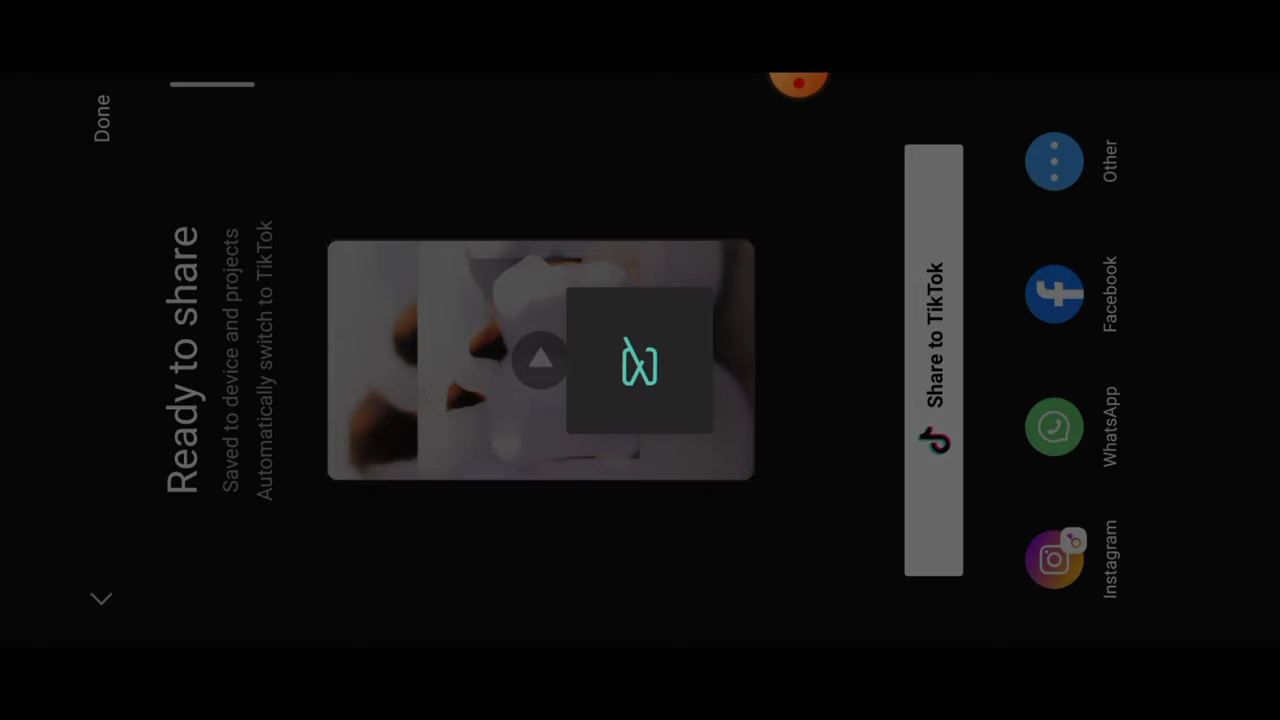 Done
Ready to share
Saved to device and projects
Automatically switch to TikTok
Share to TikTok
Instagram
WhatsApp
Facebook
Other